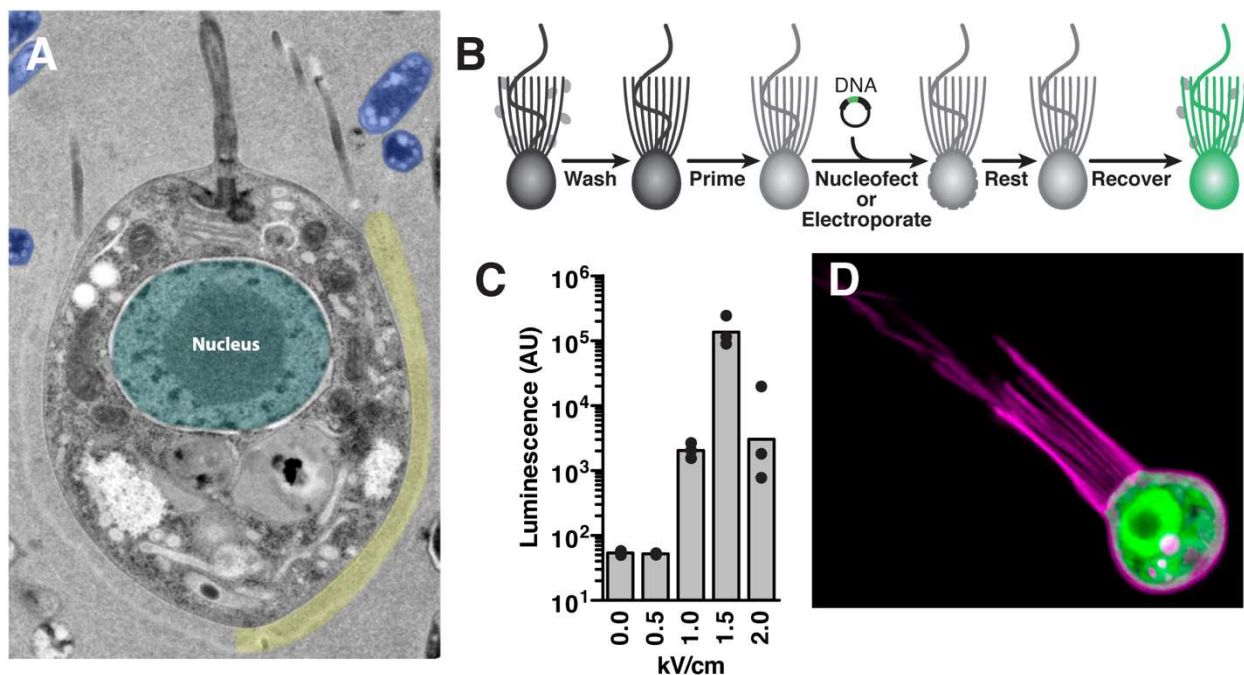 A
Nucleus
B
DNA
Wash
Prime
Nucleofect
or
Electroporate
Rest
Recover
C
Luminescence (AU)
10⁶
10⁵
10⁴
10³
10²
10¹
0.0
0.5
1.0
1.5
2.0
kV/cm
D